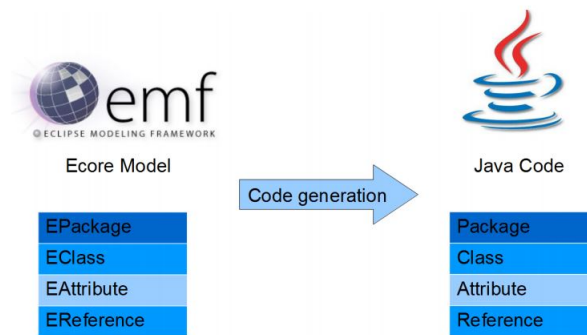 emf
ECLIPSE MODELING FRAMEWORK
Ecore Model
Java Code
Code generation
EPackage
EClass
EAttribute
EReference
Package
Class
Attribute
Reference